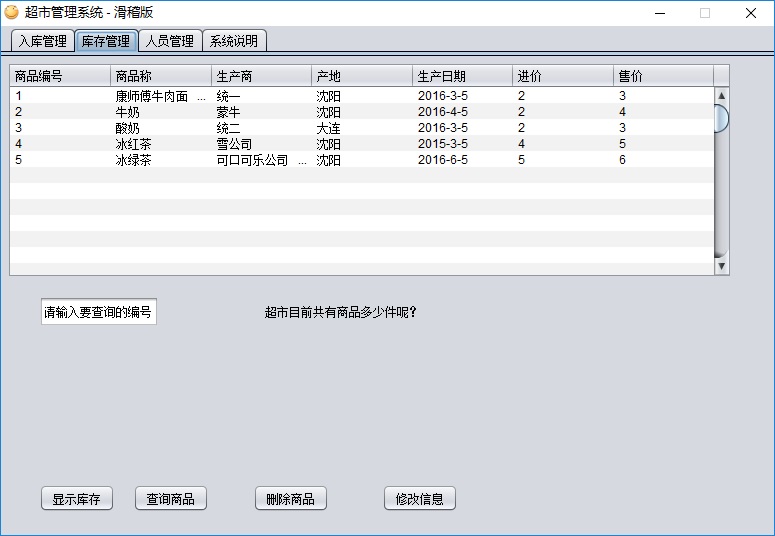 超市管理系统 - 滑稽版
入库管理 库存管理 人员管理 系统说明
商品编号 商品称 生产商 产地 生产日期 进价 售价
1 康师傅牛肉面 ... 统一 沈阳 2016-3-5 2 3
2 牛奶 蒙牛 沈阳 2016-4-5 2 4
3 酸奶 统二 大连 2016-3-5 2 3
4 冰红茶 雪公司 沈阳 2015-3-5 4 5
5 冰绿茶 可口可乐公司 ... 沈阳 2016-6-5 5 6
请输入要查询的编号 超市目前共有商品多少件呢?
显示库存 查询商品 删除商品 修改信息